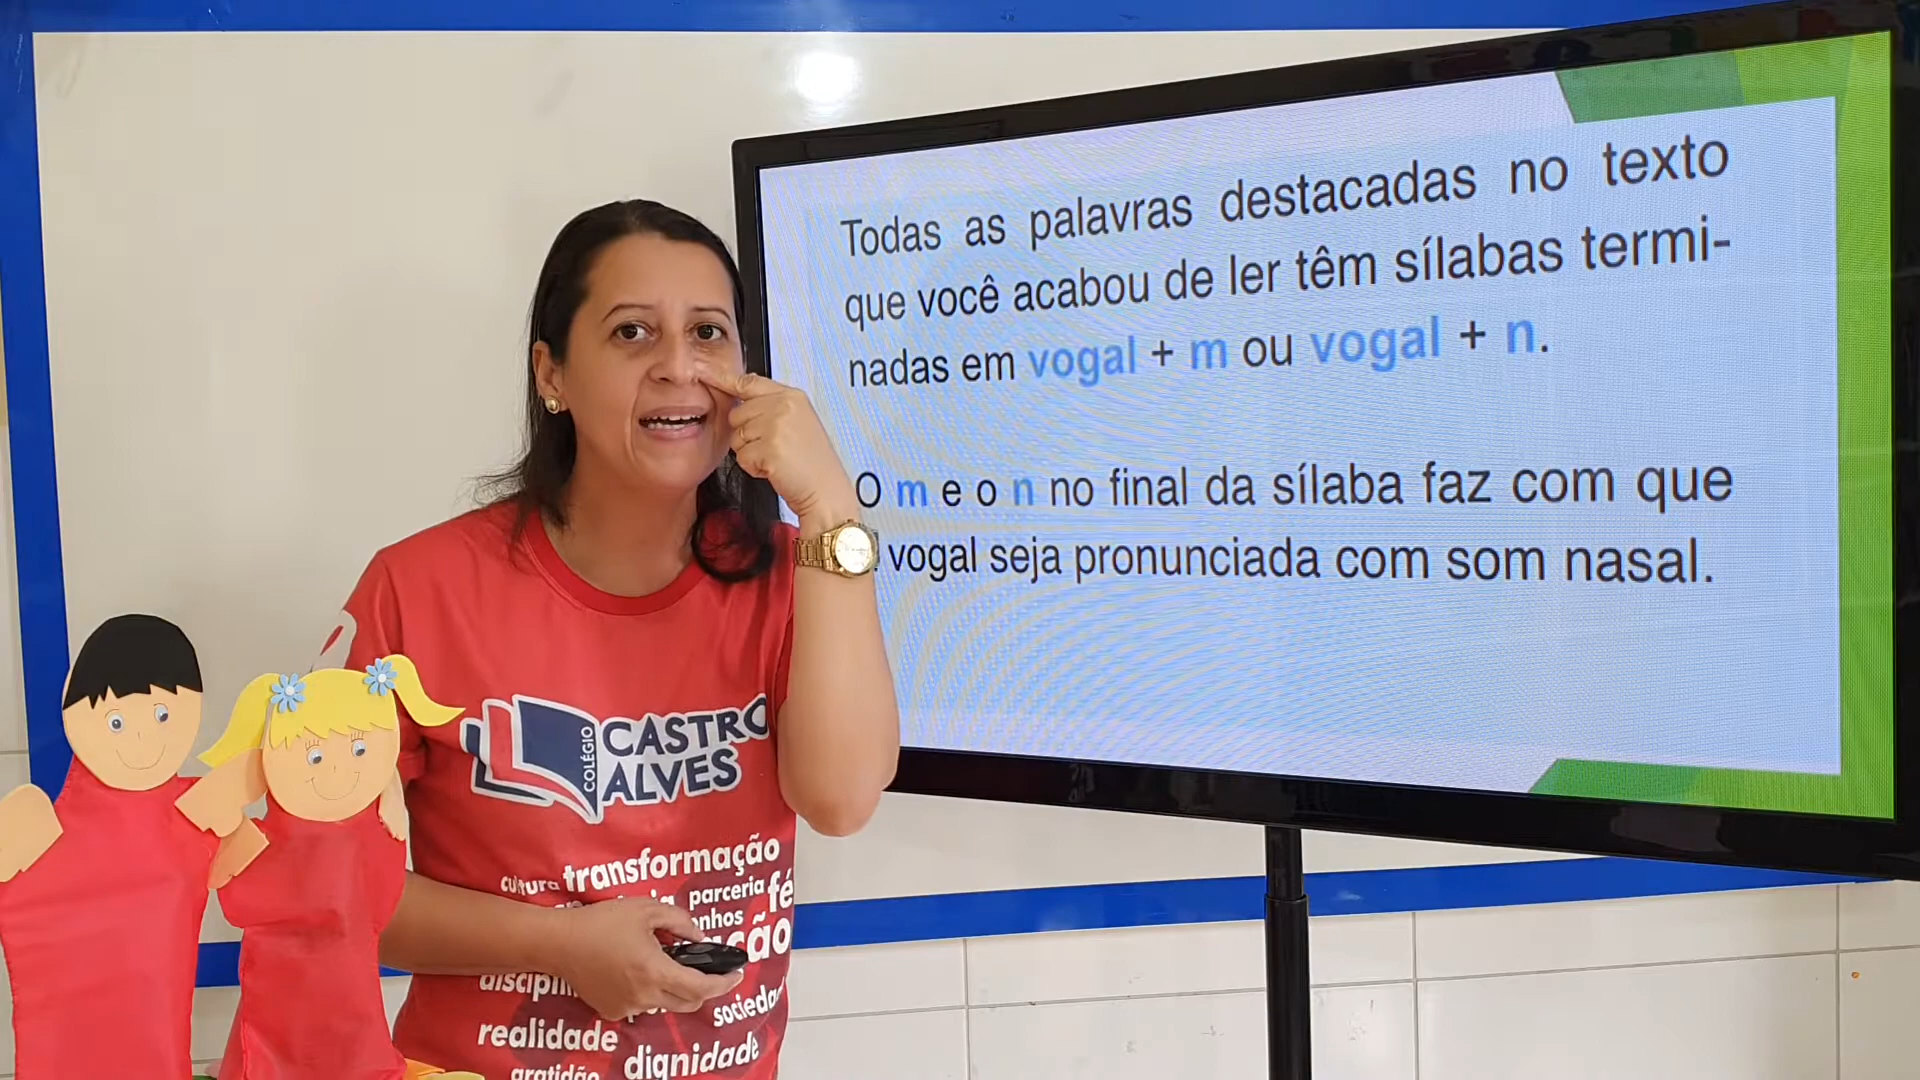 Todas as palavras destacadas no texto
que você acabou de ler têm sílabas termi-
nadas em vogal + m ou vogal + n.
O m e o n no final da sílaba faz com que
vogal seja pronunciada com som nasal.
COLÉGIO
CASTRO
ALVES
cultura transformação
parceria fé
realidade
dignidade
gratidão